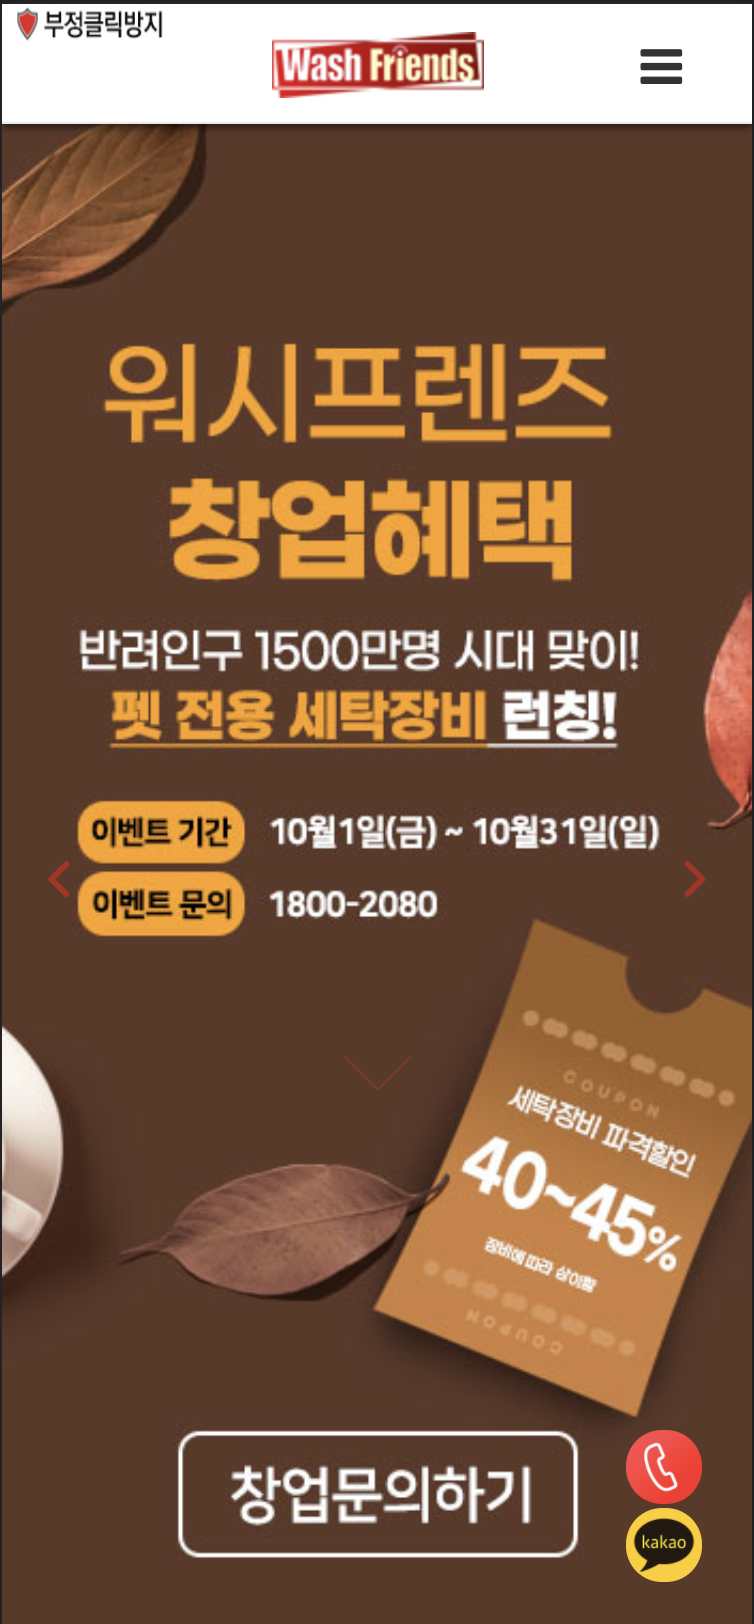 부정클릭방지
Wash Friends
워시프렌즈
창업혜택
반려인구 1500만명 시대 맞이!
펫 전용 세탁장비 런칭!
이벤트 기간 10월1일(금) ~ 10월31일(일)
이벤트 문의 1800-2080
COUPON
세탁장비 파격할인
40~45%
장비에 따라 상이함
COUPON
창업문의하기
kakao